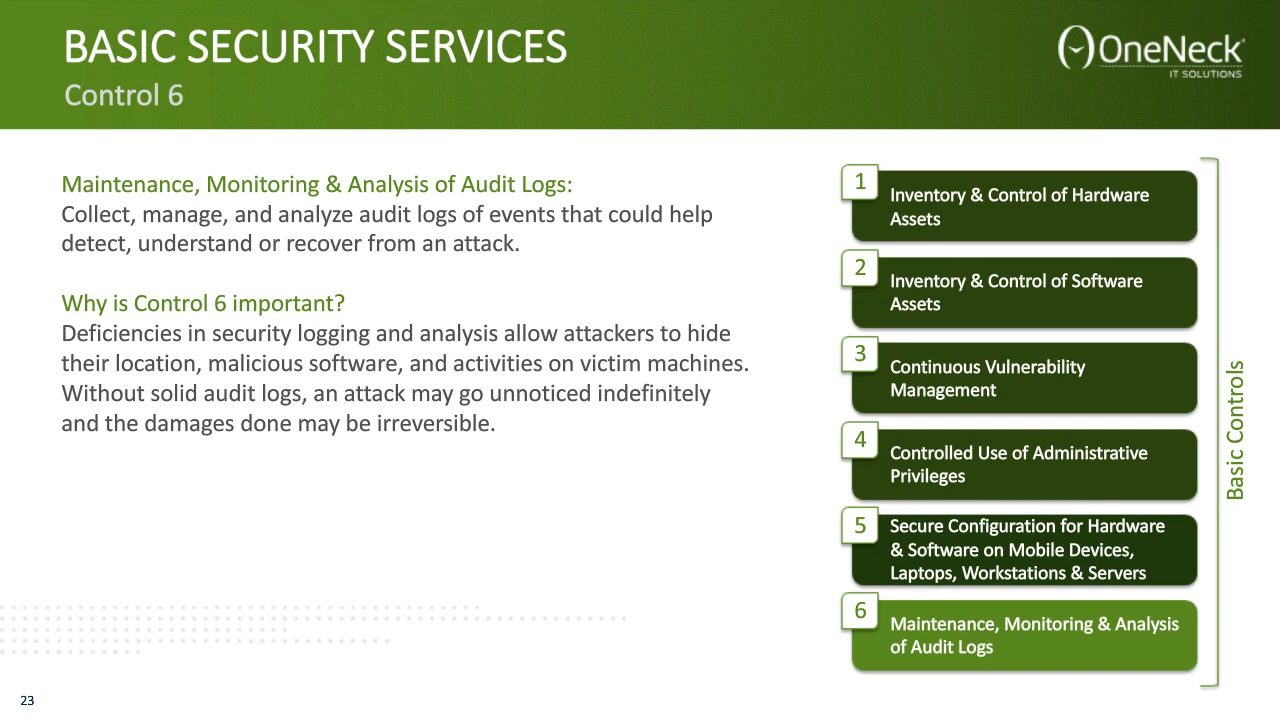 BASIC SECURITY SERVICES
Control 6
OneNeck
IT SOLUTIONS
Maintenance, Monitoring & Analysis of Audit Logs:
Collect, manage, and analyze audit logs of events that could help
detect, understand or recover from an attack.
Why is Control 6 important?
Deficiencies in security logging and analysis allow attackers to hide
their location, malicious software, and activities on victim machines.
Without solid audit logs, an attack may go unnoticed indefinitely
and the damages done may be irreversible.
1
Inventory & Control of Hardware
Assets
2
Inventory & Control of Software
Assets
3
Continuous Vulnerability
Management
4
Controlled Use of Administrative
Privileges
5
Secure Configuration for Hardware
& Software on Mobile Devices,
Laptops, Workstations & Servers
6
Maintenance, Monitoring & Analysis
of Audit Logs
Basic Controls
23